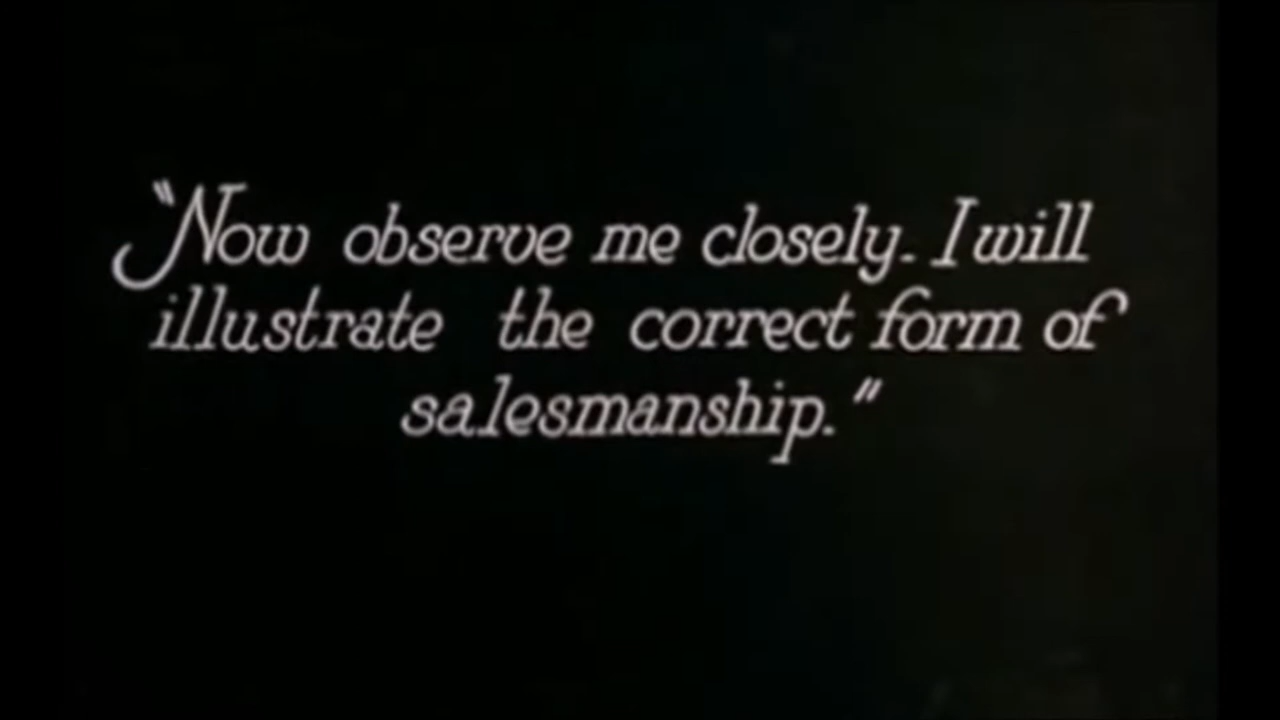 "Now observe me closely. I will
illustrate the correct form of
salesmanship."